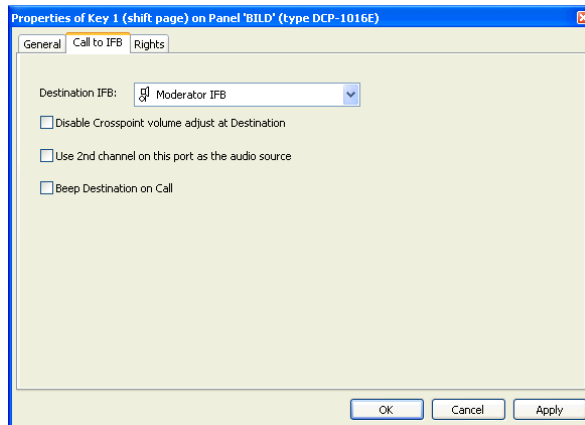 Properties of Key 1 (shift page) on Panel 'BILD' (type DCP-1016E)
General Call to IFB Rights
Destination IFB: Moderator IFB
Disable Crosspoint volume adjust at Destination
Use 2nd channel on this port as the audio source
Beep Destination on Call
OK Cancel Apply